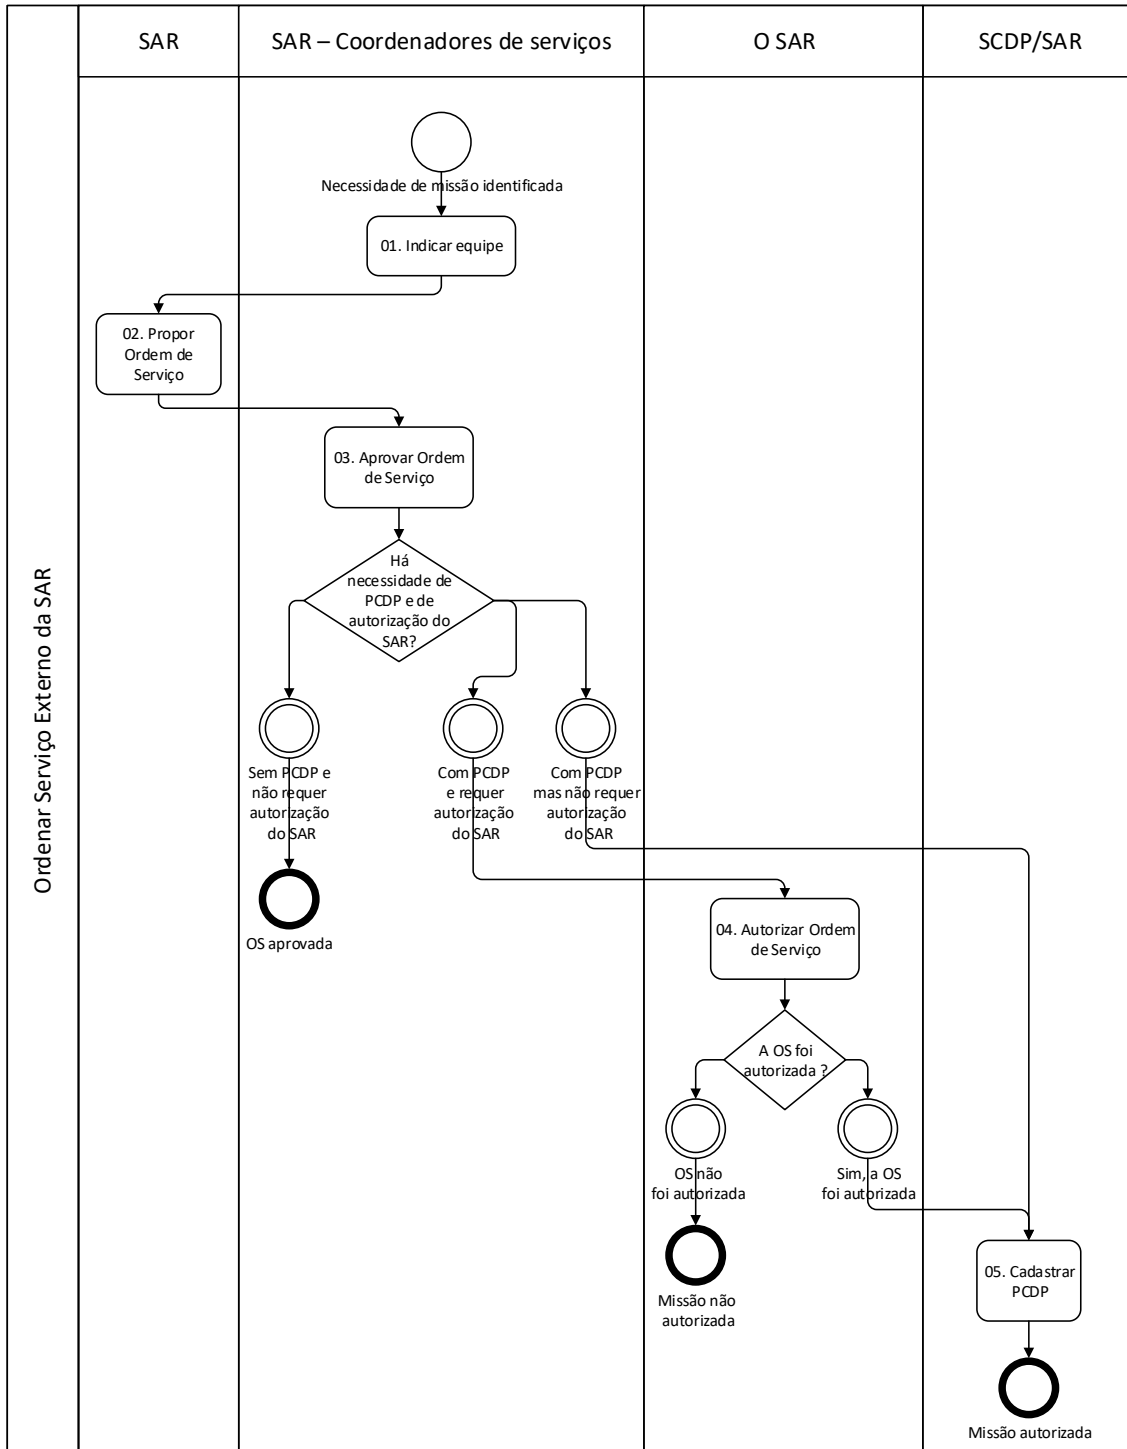 Ordenar Serviço Externo da SAR
SAR
SAR – Coordenadores de serviços
O SAR
SCDP/SAR
Necessidade de missão identificada
01. Indicar equipe
02. Propor
Ordem de
Serviço
03. Aprovar Ordem
de Serviço
Há
necessidade de
PCDP e de
autorização do
SAR?
Sem PCDP e
não requer
autorização
do SAR
Com PCDP
e requer
autorização
do SAR
Com PCDP
mas não requer
autorização
do SAR
OS aprovada
04. Autorizar Ordem
de Serviço
A OS foi
autorizada ?
OS não
foi autorizada
Sim, a OS
foi autorizada
Missão não
autorizada
05. Cadastrar
PCDP
Missão autorizada